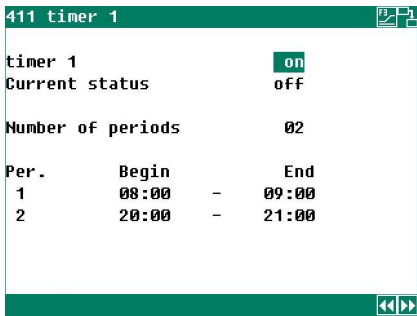 411 timer 1
F3
timer 1 on
Current status off
Number of periods 02
Per. Begin End
1 08:00 - 09:00
2 20:00 - 21:00